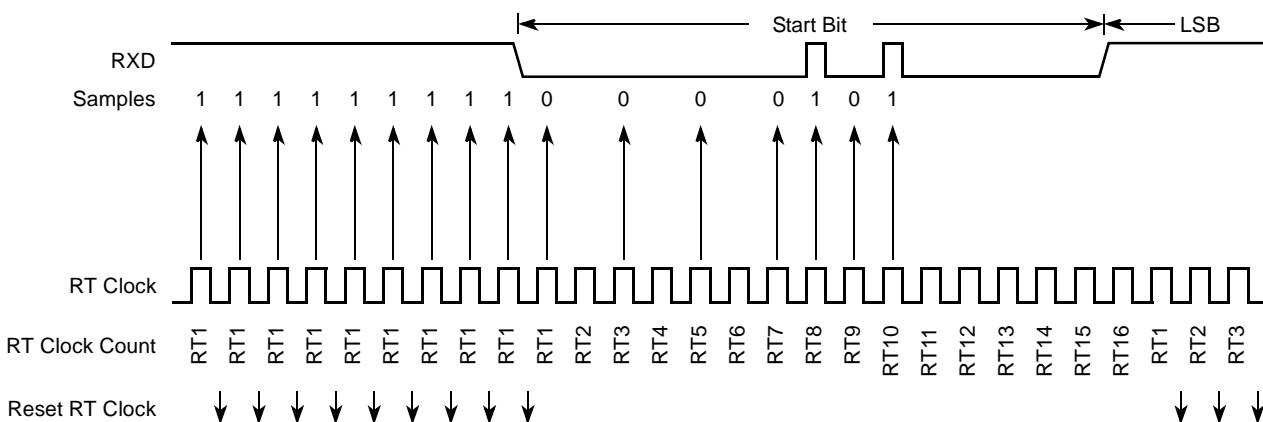 Start Bit LSB
RXD
Samples 1 1 1 1 1 1 1 1 1 0 0 0 0 1 0 1
RT Clock
RT Clock Count RT1 RT1 RT1 RT1 RT1 RT1 RT1 RT1 RT1 RT1 RT2 RT3 RT4 RT5 RT6 RT7 RT8 RT9 RT10 RT11 RT12 RT13 RT14 RT15 RT16 RT1 RT2 RT3
Reset RT Clock